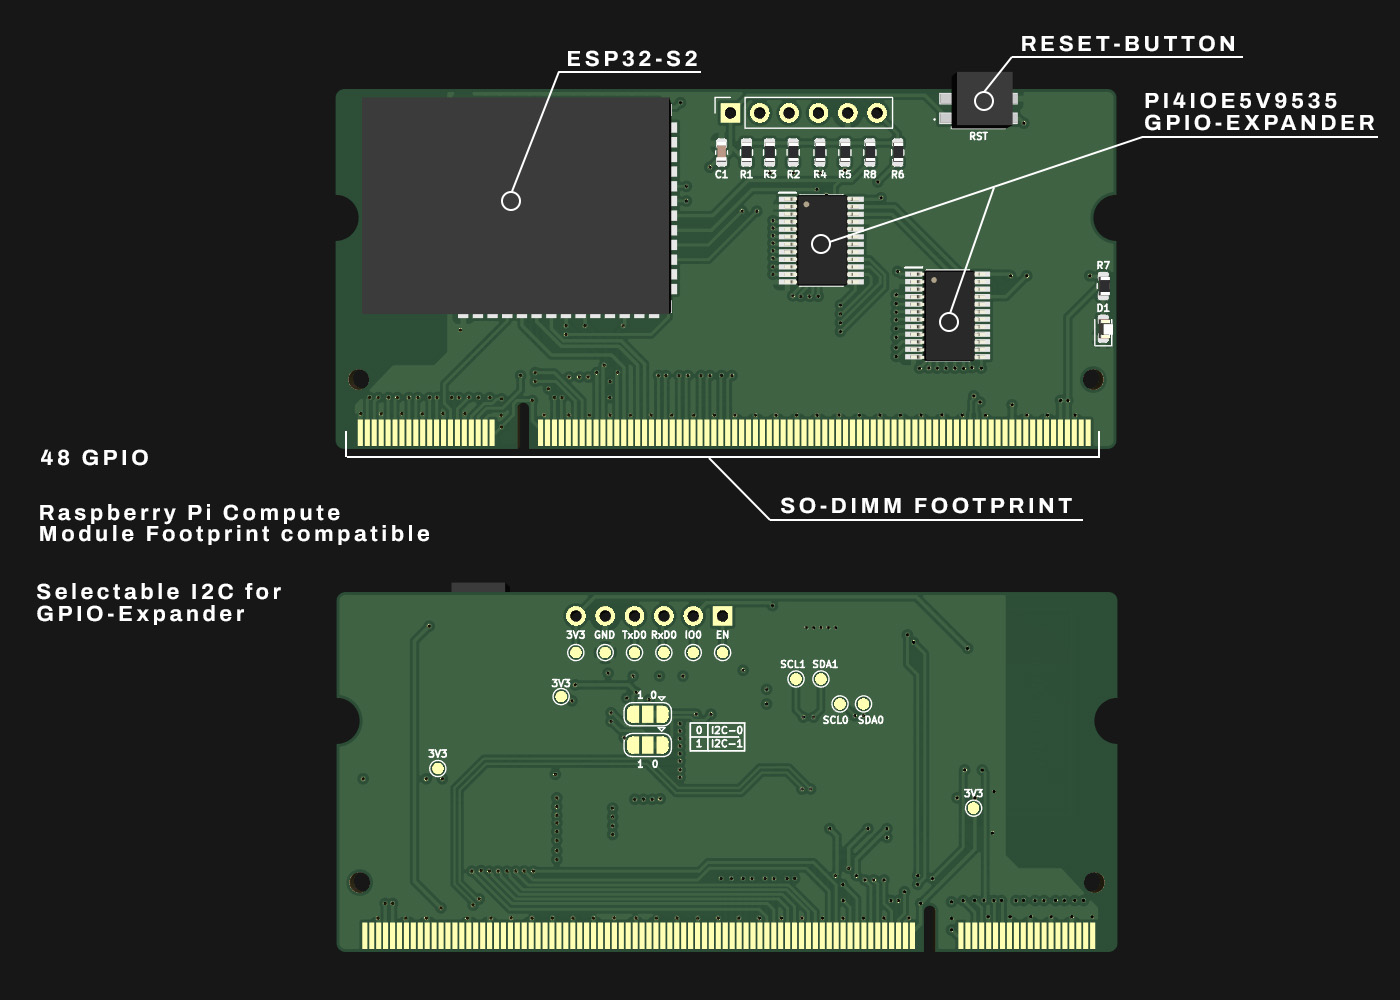 ESP32-S2
RESET-BUTTON
PI4IOE5V9535
GPIO-EXPANDER
RST
C1 R1 R3 R2 R4 R5 R8 R6
R7
D1
48 GPIO
SO-DIMM FOOTPRINT
Raspberry Pi Compute
Module Footprint compatible
Selectable I2C for
GPIO-Expander
3V3 GND TxD0 RxD0 IO0 EN
SCL1 SDA1
3V3
1 0
SCL0 SDA0
0 I2C-0
1 I2C-1
3V3
1 0
3V3